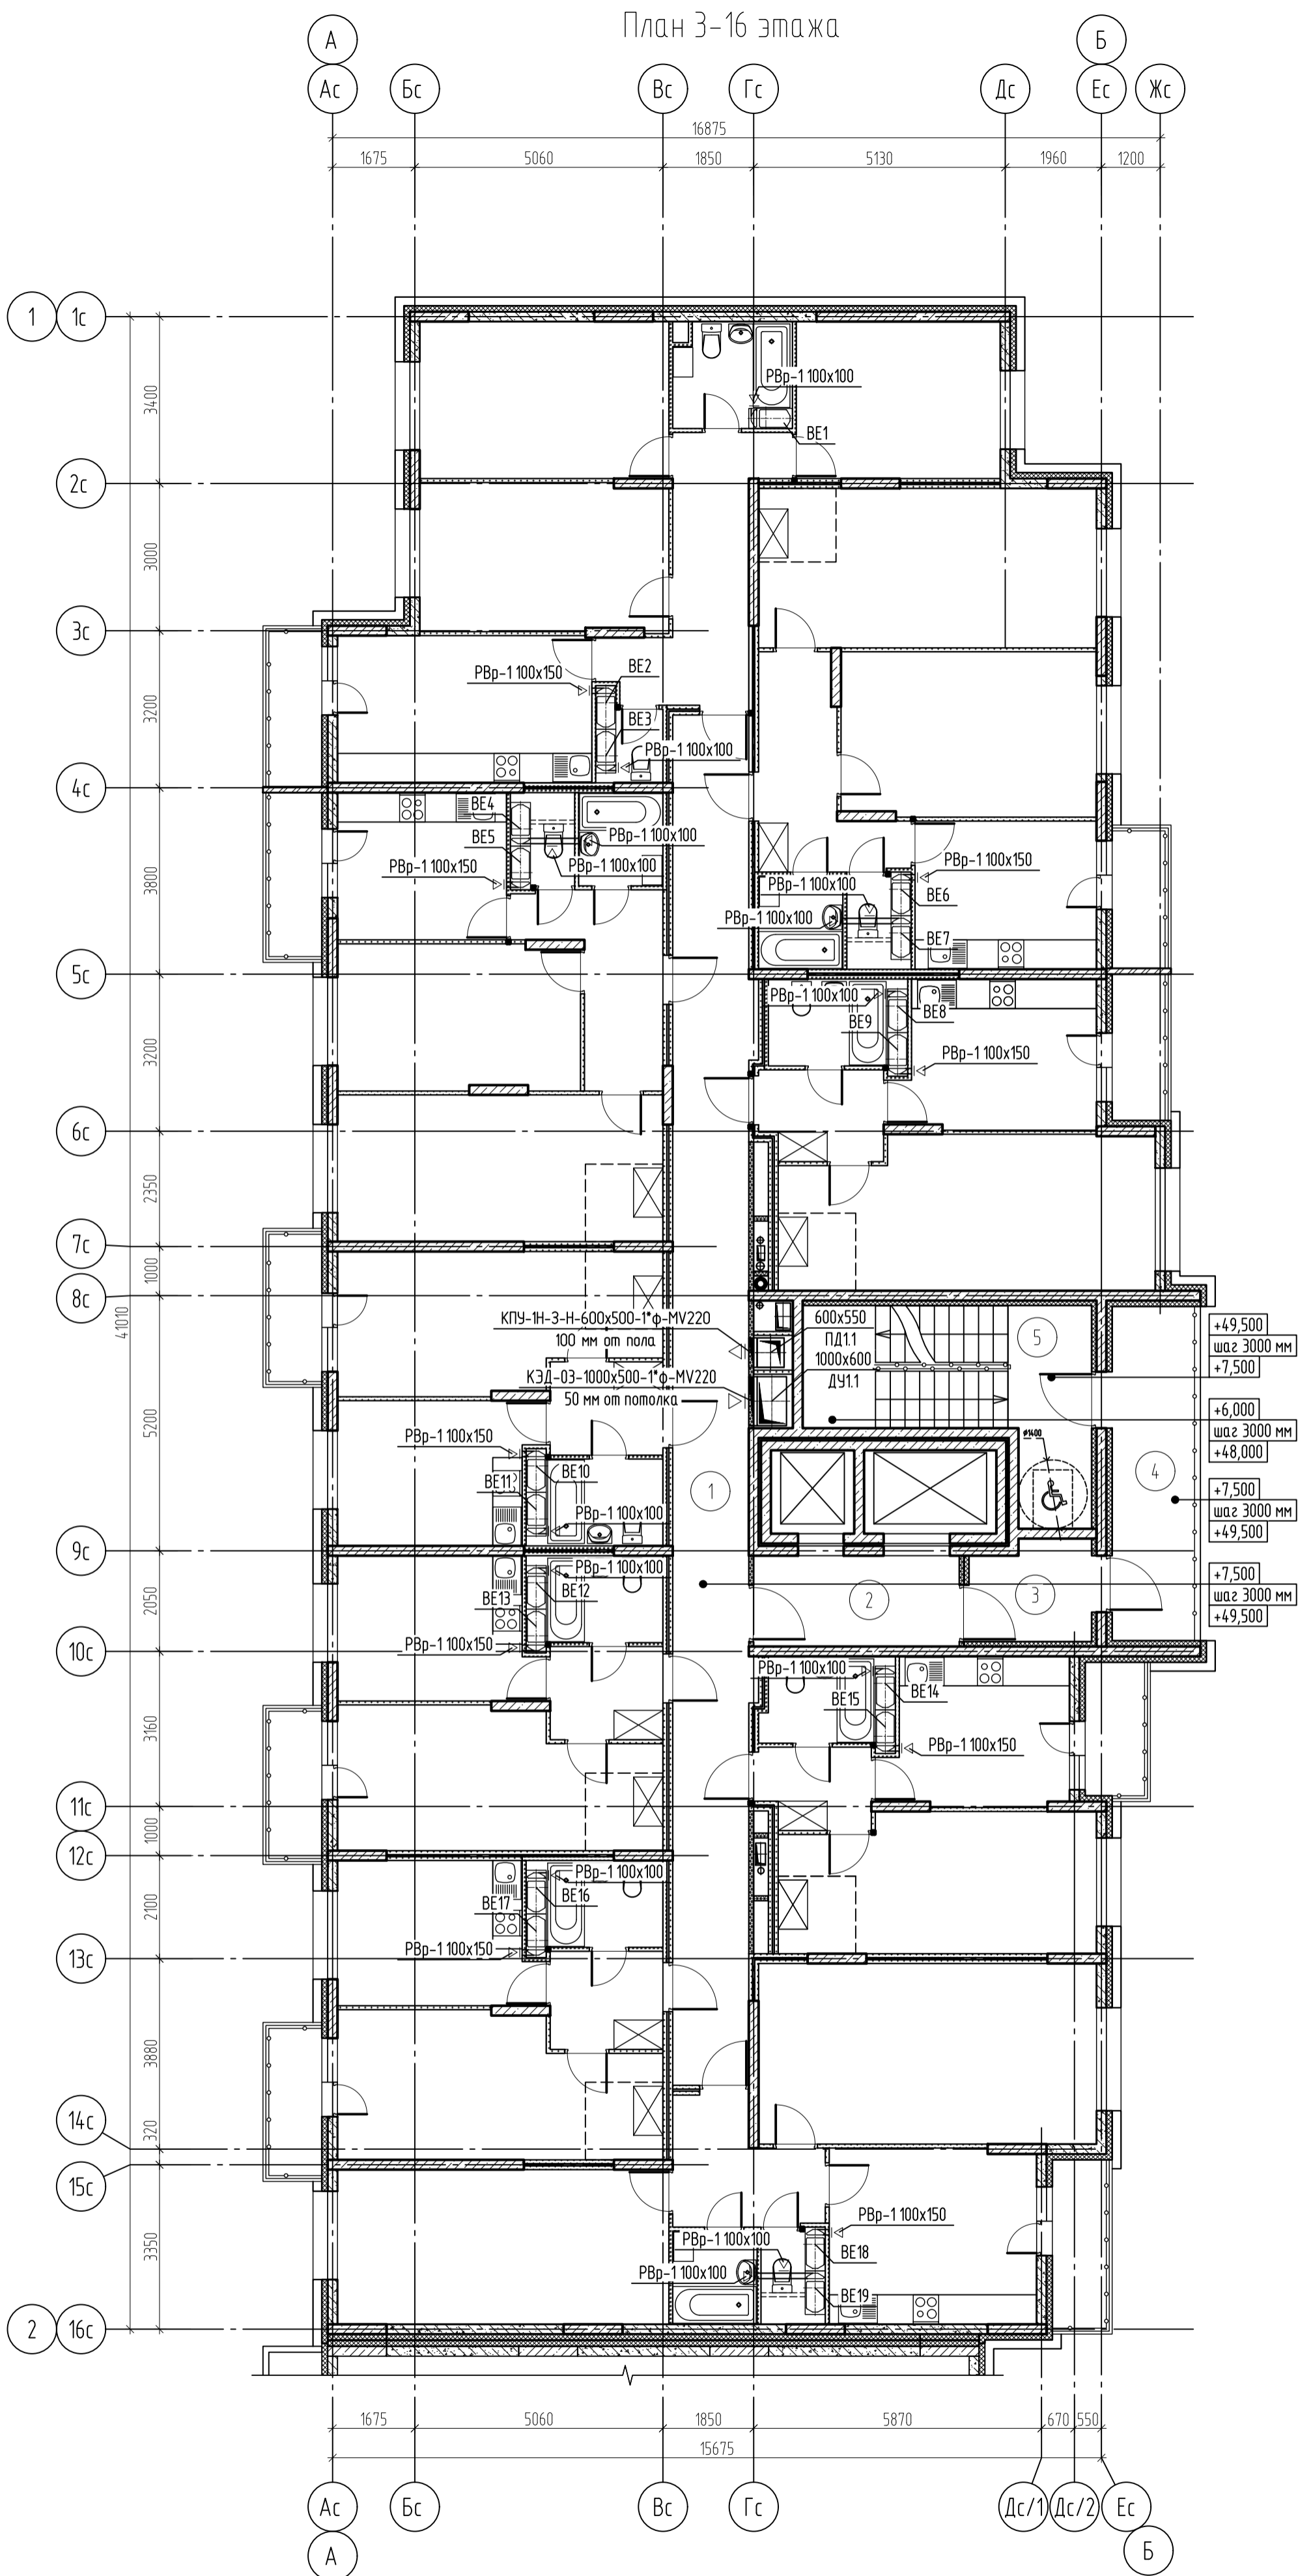 План 3-16 этажа
А
Б
Ас
Бс
Вс
Гс
Дс
Ес
Жс
16875
1675
5060
1850
5130
1960
1200
1
1с
3400
РВр-1 100х100
ВЕ1
2с
3000
3с
РВр-1 100х150
ВЕ2
3200
ВЕ3
РВр-1 100х100
4с
ВЕ4
ВЕ5
РВр-1 100х100
РВр-1 100х100
РВр-1 100х150
3800
РВр-1 100х150
РВр-1 100х100
ВЕ6
РВр-1 100х100
ВЕ7
5с
РВр-1 100х100
ВЕ8
ВЕ9
РВр-1 100х150
3200
6с
2350
7с
1000
8с
41010
КПУ-1Н-З-Н-600х500-1*ф-MV220
100 мм от пола
600х550
ПД1.1
1000х600
ДУ1.1
КЭД-03-1000х500-1*ф-MV220
50 мм от потолка
5
+49,500
шаг 3000 мм
+7,500
+6,000
шаг 3000 мм
+48,000
5200
РВр-1 100х150
ø1400
ВЕ10
ВЕ11
РВр-1 100х100
1
4
+7,500
шаг 3000 мм
+49,500
9с
РВр-1 100х100
ВЕ12
ВЕ13
РВр-1 100х150
2050
2
3
+7,500
шаг 3000 мм
+49,500
10с
РВр-1 100х100
ВЕ14
ВЕ15
РВр-1 100х150
3160
11с
1000
12с
РВр-1 100х100
ВЕ16
ВЕ17
РВр-1 100х150
2100
13с
3880
14с
320
15с
РВр-1 100х150
РВр-1 100х100
ВЕ18
РВр-1 100х100
ВЕ19
3350
2
16с
1675
5060
1850
5870
670
550
15675
Ас
Бс
Вс
Гс
Дс/1
Дс/2
Ес
А
Б